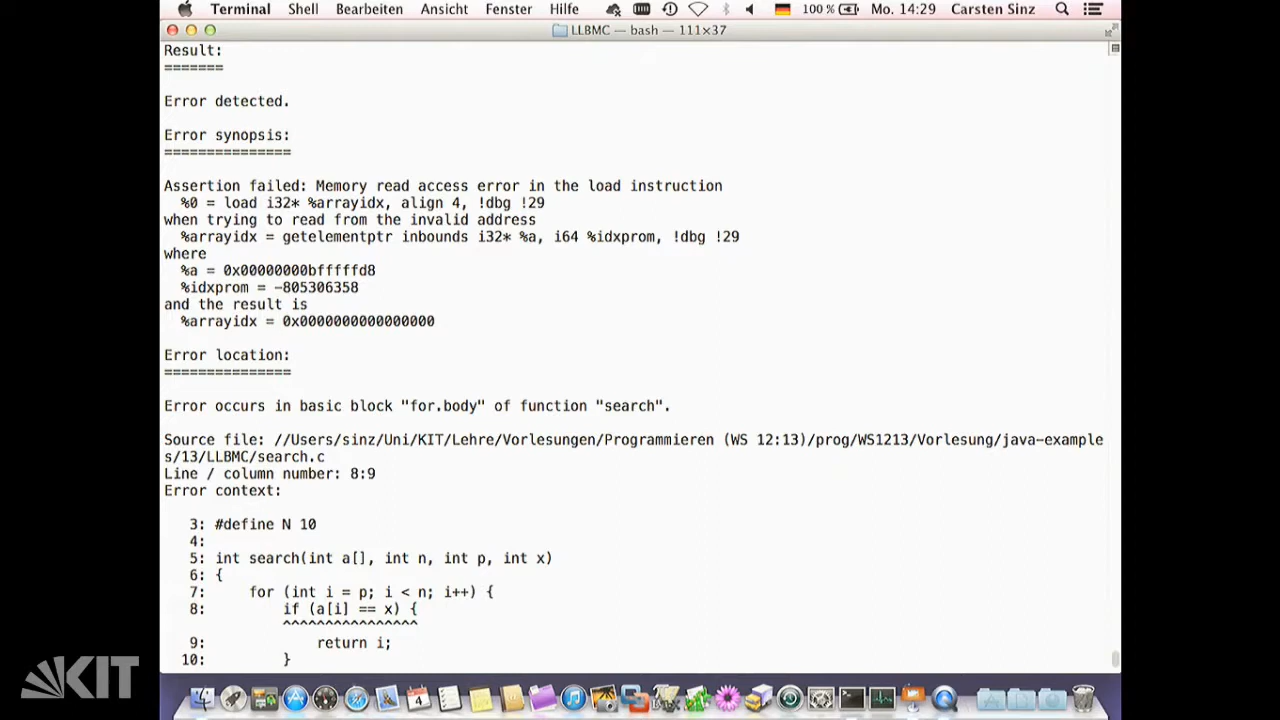 Terminal Shell Bearbeiten Ansicht Fenster Hilfe 100 % Mo. 14:29 Carsten Sinz
LLBMC — bash — 111×37
Result:
=======
Error detected.
Error synopsis:
===============
Assertion failed: Memory read access error in the load instruction
%0 = load i32* %arrayidx, align 4, !dbg !29
when trying to read from the invalid address
%arrayidx = getelementptr inbounds i32* %a, i64 %idxprom, !dbg !29
where
%a = 0x00000000bfffffd8
%idxprom = -805306358
and the result is
%arrayidx = 0x0000000000000000
Error location:
===============
Error occurs in basic block "for.body" of function "search".
Source file: //Users/sinz/Uni/KIT/Lehre/Vorlesungen/Programmieren (WS 12:13)/prog/WS1213/Vorlesung/java-example
s/13/LLBMC/search.c
Line / column number: 8:9
Error context:
3: #define N 10
4:
5: int search(int a[], int n, int p, int x)
6: {
7: for (int i = p; i < n; i++) {
8: if (a[i] == x) {
^^^^^^^^^^^^^^^^
9: return i;
10: }
KIT